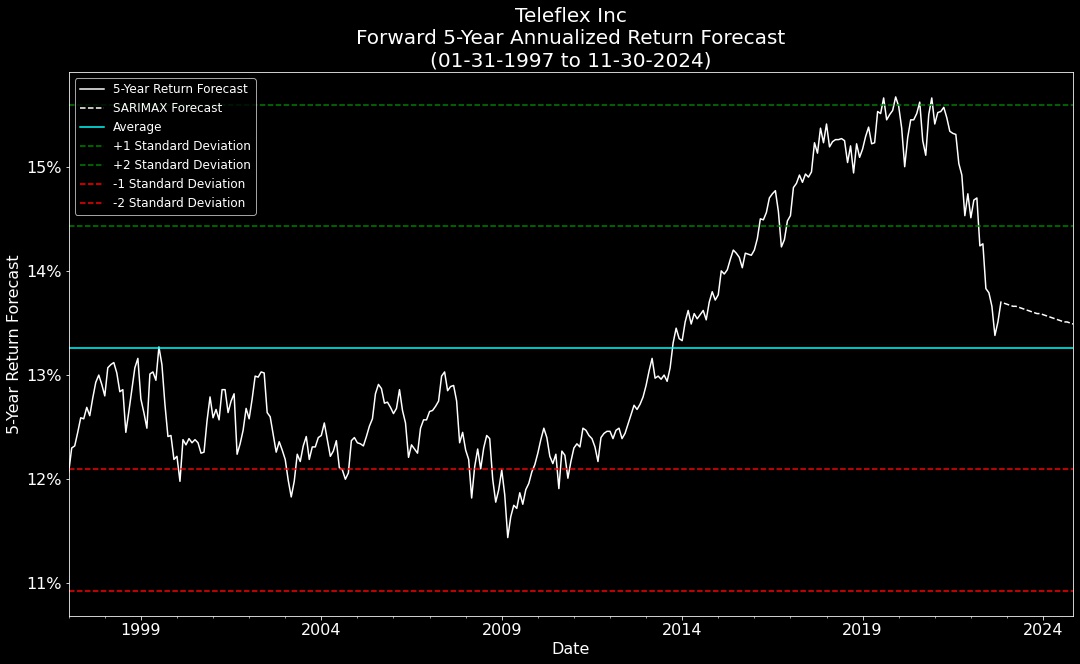 Teleflex Inc
Forward 5-Year Annualized Return Forecast
(01-31-1997 to 11-30-2024)
5-Year Return Forecast
SARIMAX Forecast
Average
+1 Standard Deviation
+2 Standard Deviation
-1 Standard Deviation
-2 Standard Deviation
5-Year Return Forecast
15%
14%
13%
12%
11%
1999
2004
2009
2014
2019
2024
Date